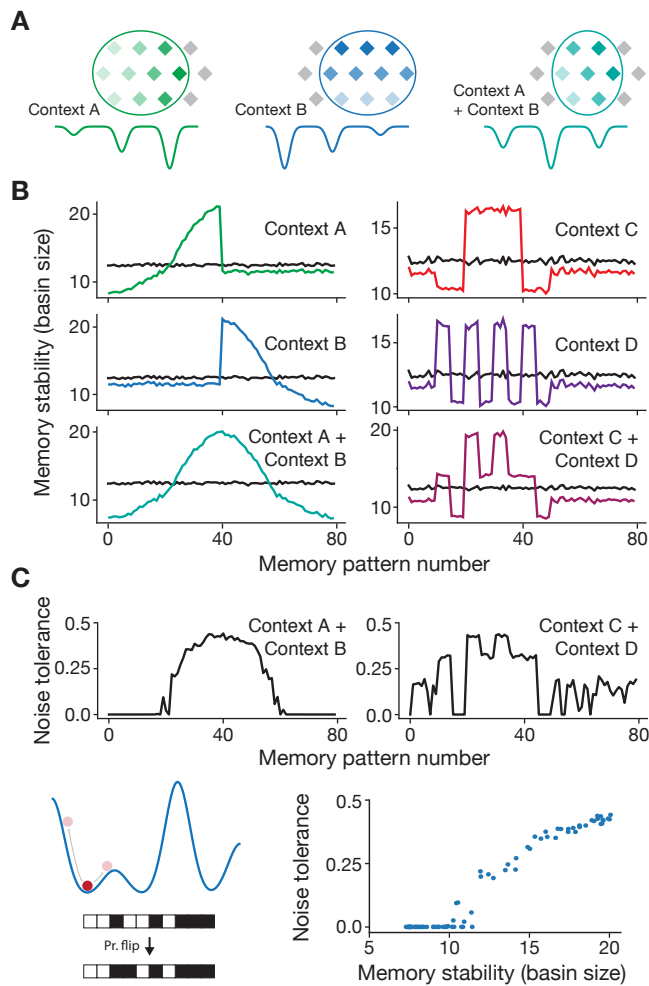 A
Context A
Context B
Context A
+ Context B
B
Memory stability (basin size)
20
10
Context A
15
10
Context C
20
10
Context B
15
10
Context D
20
10
Context A +
Context B
0
40
80
20
15
10
Context C +
Context D
0
40
80
Memory pattern number
Memory pattern number
C
Noise tolerance
0.5
0.25
0.0
Context A +
Context B
0
40
80
0.5
0.25
0.0
Context C +
Context D
0
40
80
Memory pattern number
Pr. flip
Noise tolerance
0.5
0.25
0.0
5
10
15
20
Memory stability (basin size)